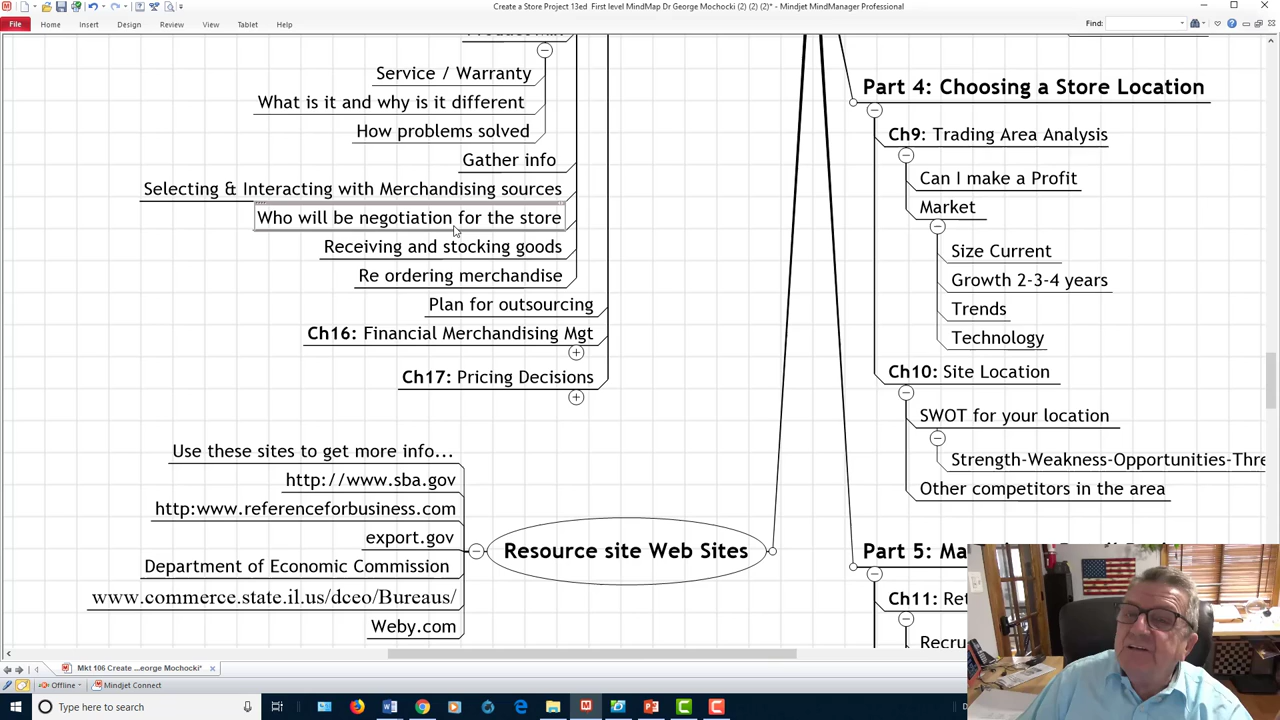 Create a Store Project 13ed First level MindMap Dr George Mochocki (2) (2) (2)* - Mindjet MindManager Professional
File Home Insert Design Review View Tablet Help Find:
Service / Warranty
What is it and why is it different
How problems solved
Gather info
Selecting & Interacting with Merchandising sources
Who will be negotiation for the store
Receiving and stocking goods
Re ordering merchandise
Plan for outsourcing
Ch16: Financial Merchandising Mgt
Ch17: Pricing Decisions
Use these sites to get more info...
http://www.sba.gov
http:www.referenceforbusiness.com
export.gov
Department of Economic Commission
www.commerce.state.il.us/dceo/Bureaus/
Weby.com
Resource site Web Sites
Part 4: Choosing a Store Location
Ch9: Trading Area Analysis
Can I make a Profit
Market
Size Current
Growth 2-3-4 years
Trends
Technology
Ch10: Site Location
SWOT for your location
Strength-Weakness-Opportunities-Thre
Other competitors in the area
Part 5: Ma
Ch11: Ret
Recru
Mkt 106 Create ...eorge Mochocki*
Offline Mindjet Connect
Type here to search